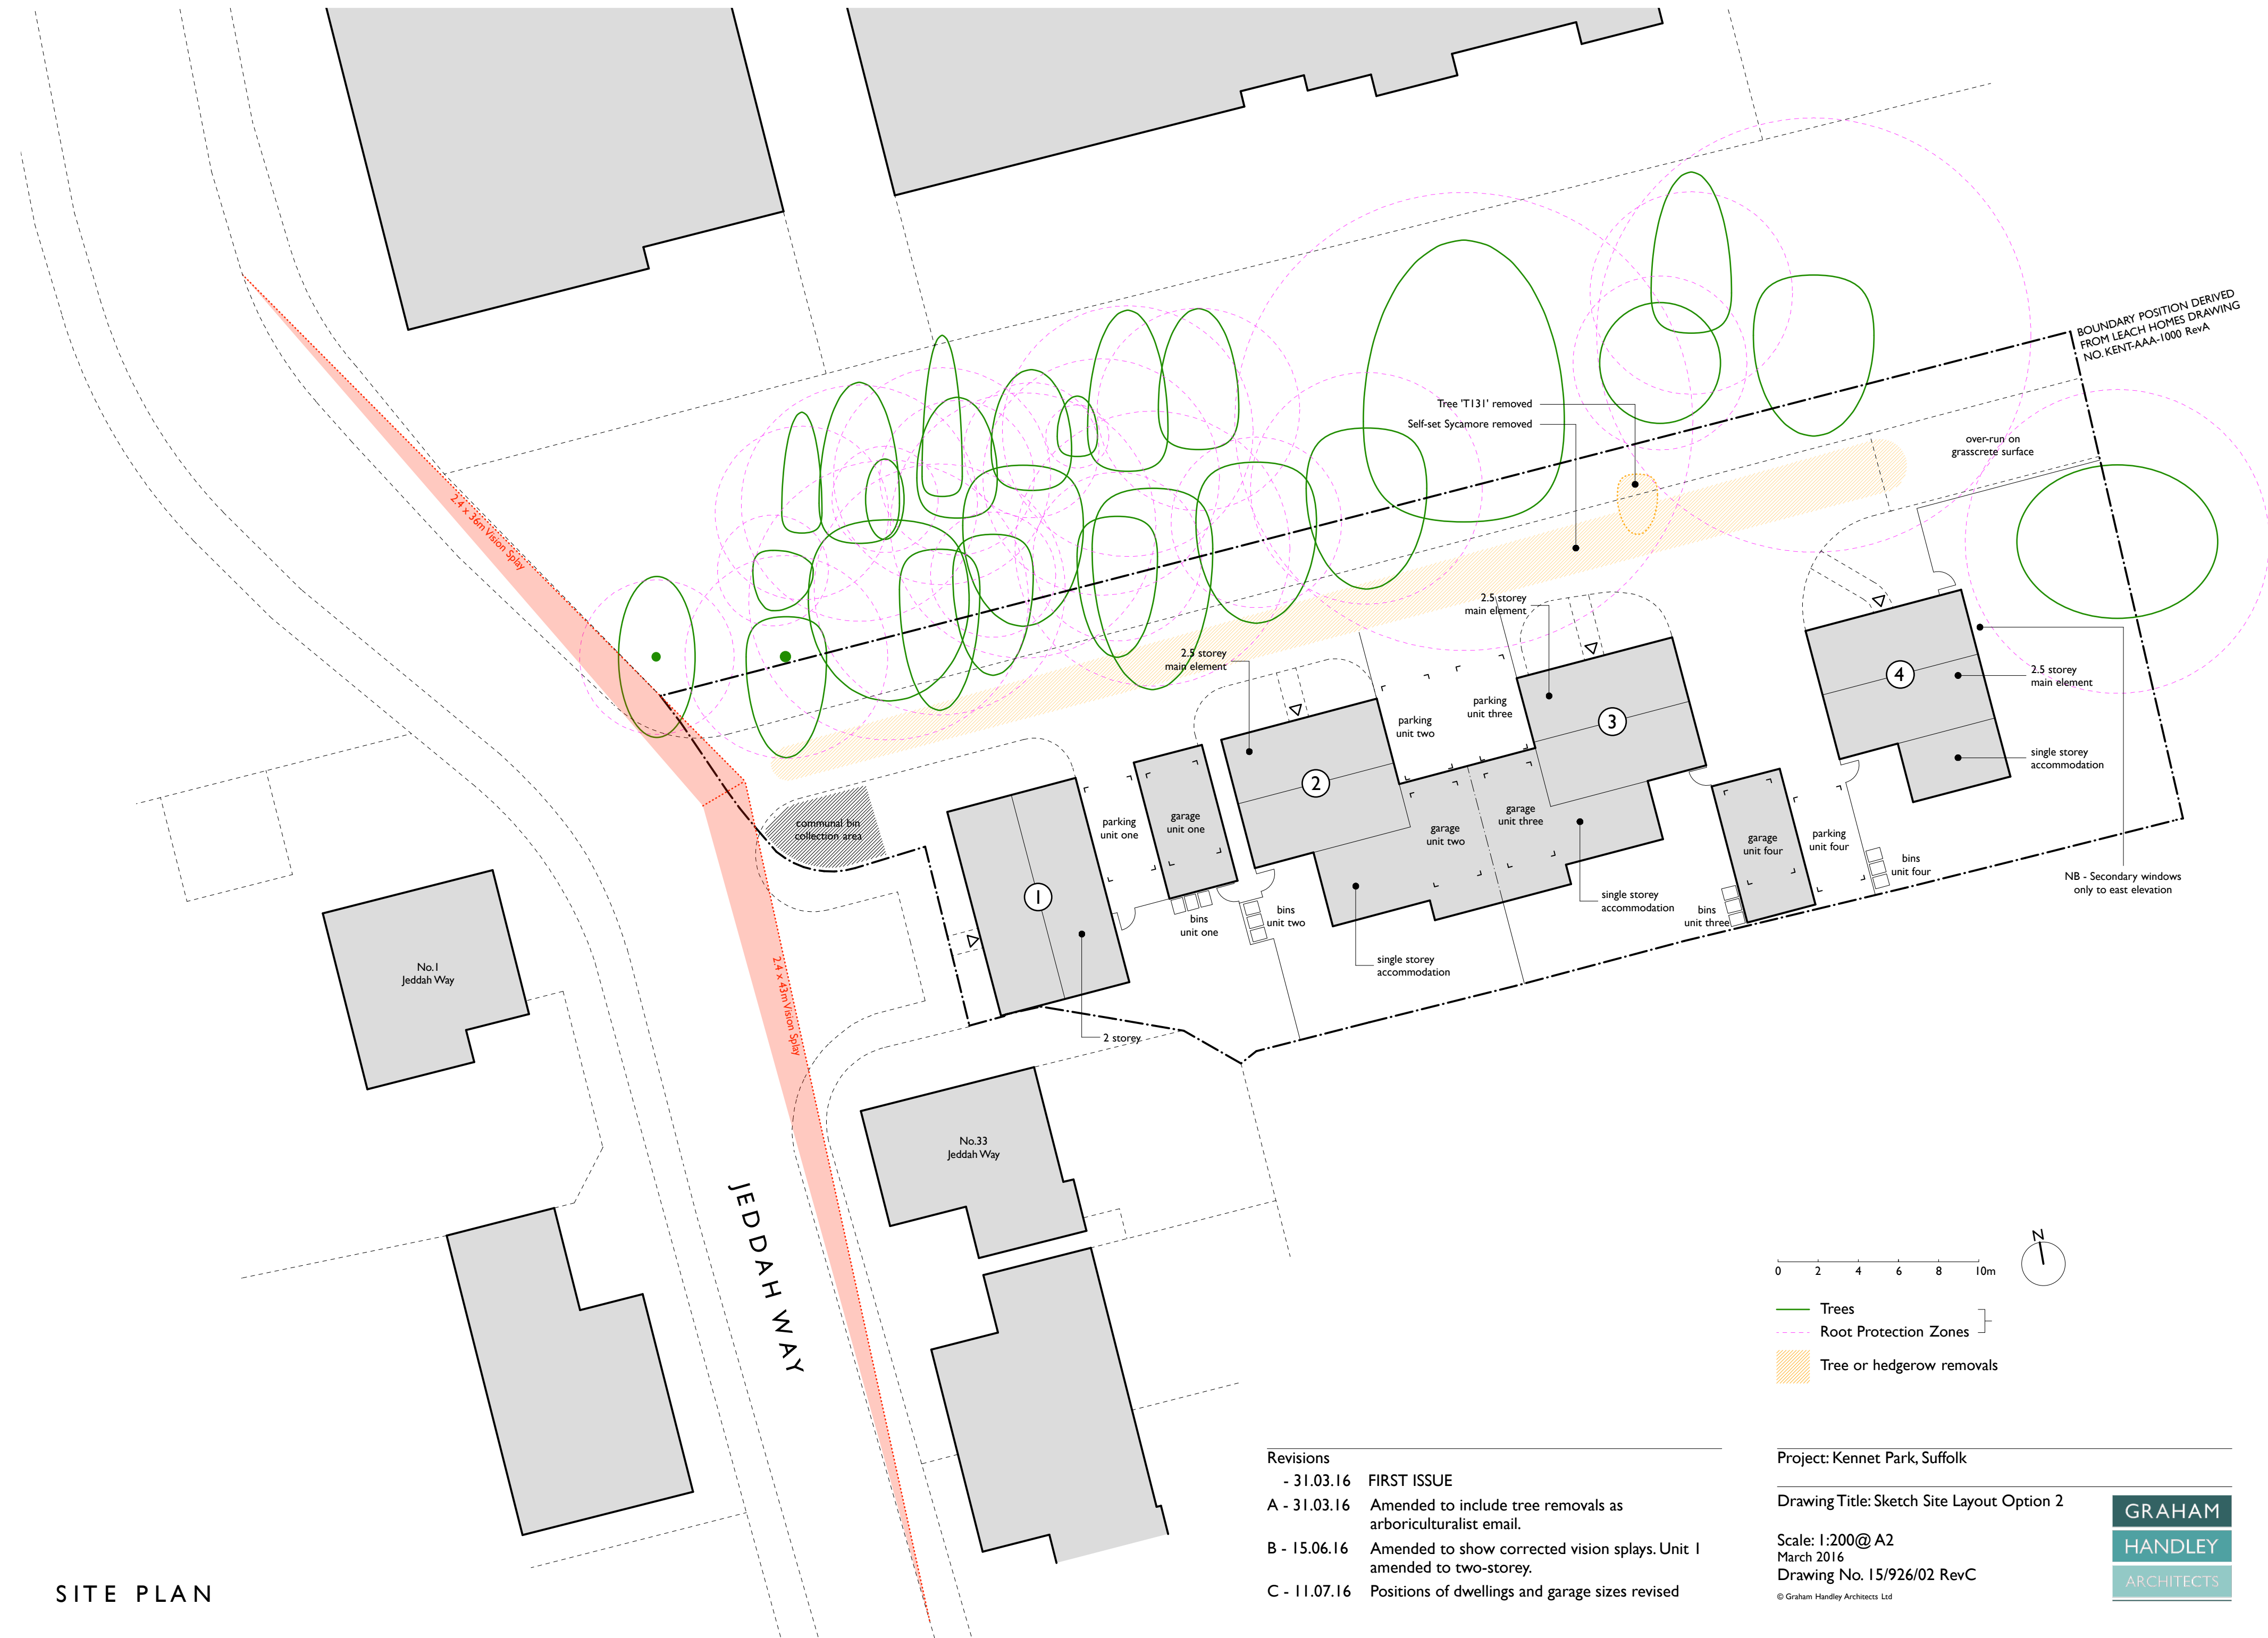 BOUNDARY POSITION DERIVED
FROM LEACH HOMES DRAWING
NO. KENT-AAA-1000 RevA
Tree 'T131' removed
Self-set Sycamore removed
over-run on
grasscrete surface
2.4 x 36m Vision Splay
2.5 storey
main element
2.5 storey
main element
2.5 storey
main element
4
parking
unit three
parking
unit two
3
single storey
accommodation
2
communal bin
collection area
parking
unit one
garage
unit one
garage
unit two
garage
unit three
garage
unit four
parking
unit four
bins
unit four
NB - Secondary windows
only to east elevation
1
bins
unit one
bins
unit two
single storey
accommodation
bins
unit three
single storey
accommodation
No.1
Jeddah Way
2.4 x 43m Vision Splay
2 storey
No.33
Jeddah Way
JEDDAH WAY
N
0 2 4 6 8 10m
Trees
Root Protection Zones
Tree or hedgerow removals
Revisions
- 31.03.16 FIRST ISSUE
A - 31.03.16 Amended to include tree removals as
arboriculturalist email.
B - 15.06.16 Amended to show corrected vision splays. Unit 1
amended to two-storey.
C - 11.07.16 Positions of dwellings and garage sizes revised
Project: Kennet Park, Suffolk
Drawing Title: Sketch Site Layout Option 2
Scale: 1:200@ A2
March 2016
Drawing No. 15/926/02 RevC
© Graham Handley Architects Ltd
GRAHAM
HANDLEY
ARCHITECTS
SITE PLAN